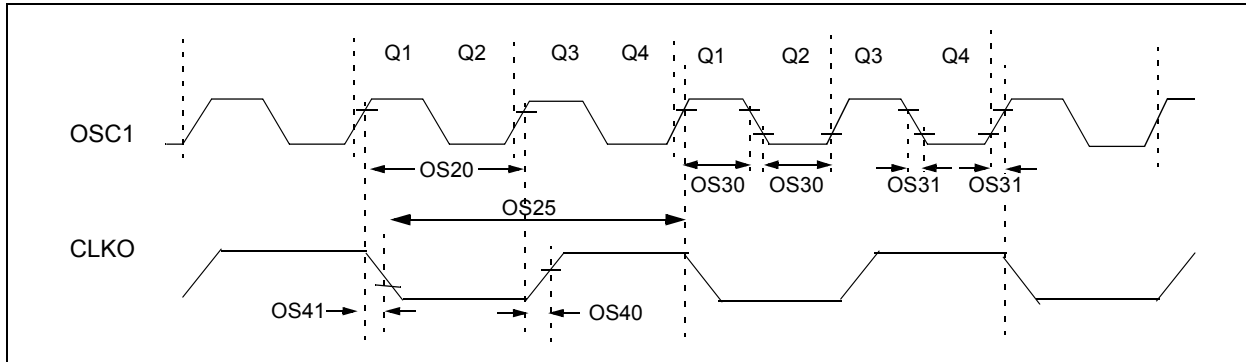 Q1 Q2 Q3 Q4 Q1 Q2 Q3 Q4
OSC1
OS20 OS30 OS30 OS31 OS31
OS25
CLKO
OS41 OS40